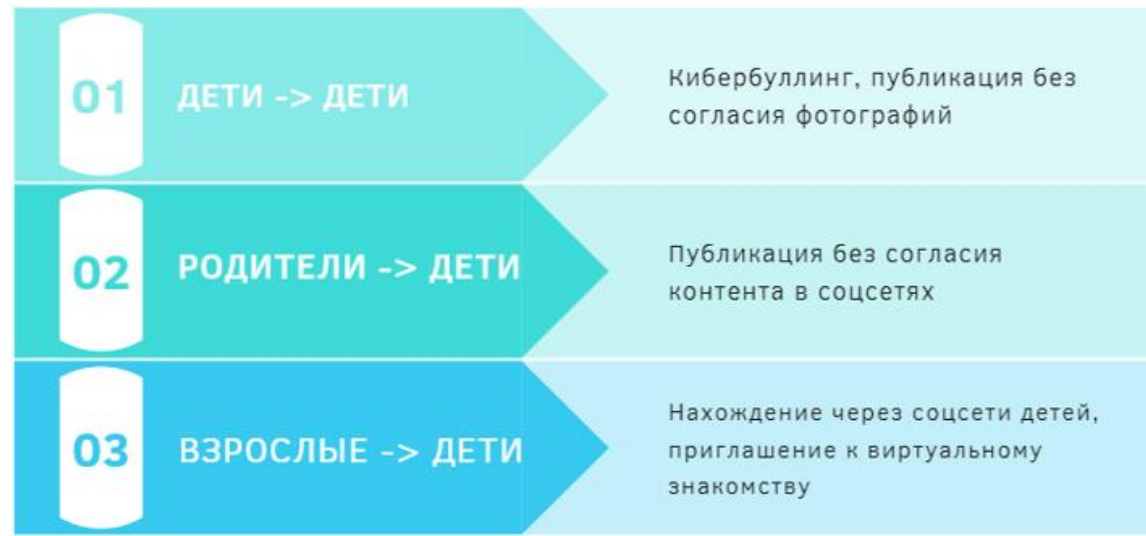 01
ДЕТИ -> ДЕТИ
Кибербуллинг, публикация без
согласия фотографий
02
РОДИТЕЛИ -> ДЕТИ
Публикация без согласия
контента в соцсетях
03
ВЗРОСЛЫЕ -> ДЕТИ
Нахождение через соцсети детей,
приглашение к виртуальному
знакомству